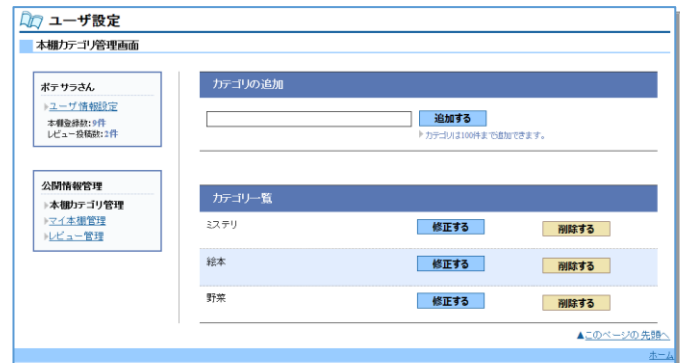 ユーザ設定
本棚カテゴリ管理画面
ポテサラさん
ユーザ情報設定
本棚登録数:9件
レビュー投稿数:2件
公開情報管理
本棚カテゴリ管理
マイ本棚管理
レビュー管理
カテゴリの追加
追加する
カテゴリは100件まで追加できます。
カテゴリ一覧
ミステリ 修正する 削除する
絵本 修正する 削除する
野菜 修正する 削除する
▲このページの先頭へ
ホーム